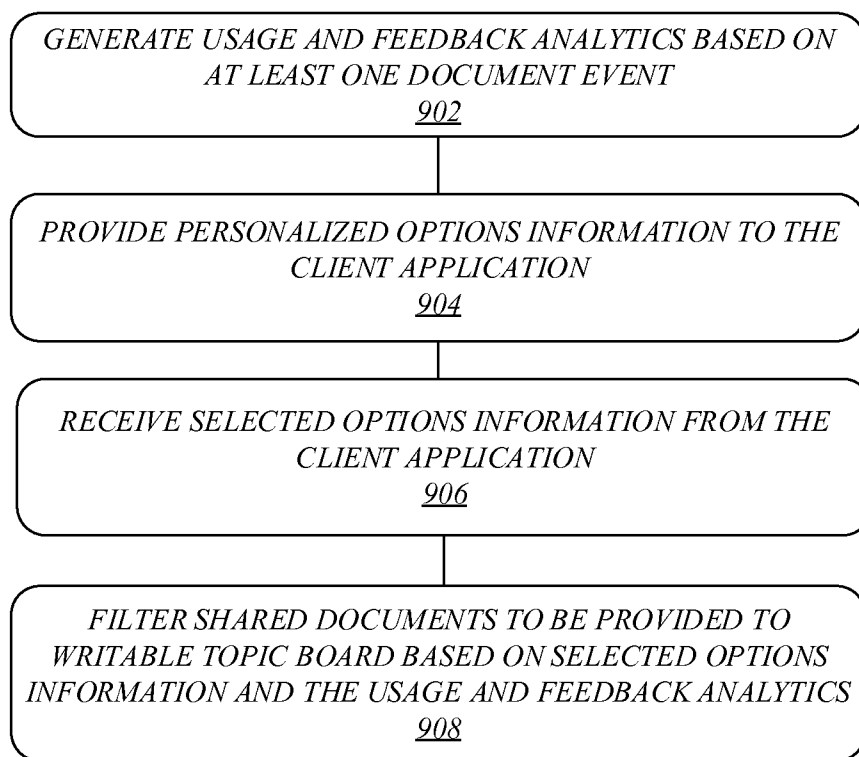 GENERATE USAGE AND FEEDBACK ANALYTICS BASED ON
AT LEAST ONE DOCUMENT EVENT
902
PROVIDE PERSONALIZED OPTIONS INFORMATION TO THE
CLIENT APPLICATION
904
RECEIVE SELECTED OPTIONS INFORMATION FROM THE
CLIENT APPLICATION
906
FILTER SHARED DOCUMENTS TO BE PROVIDED TO
WRITABLE TOPIC BOARD BASED ON SELECTED OPTIONS
INFORMATION AND THE USAGE AND FEEDBACK ANALYTICS
908